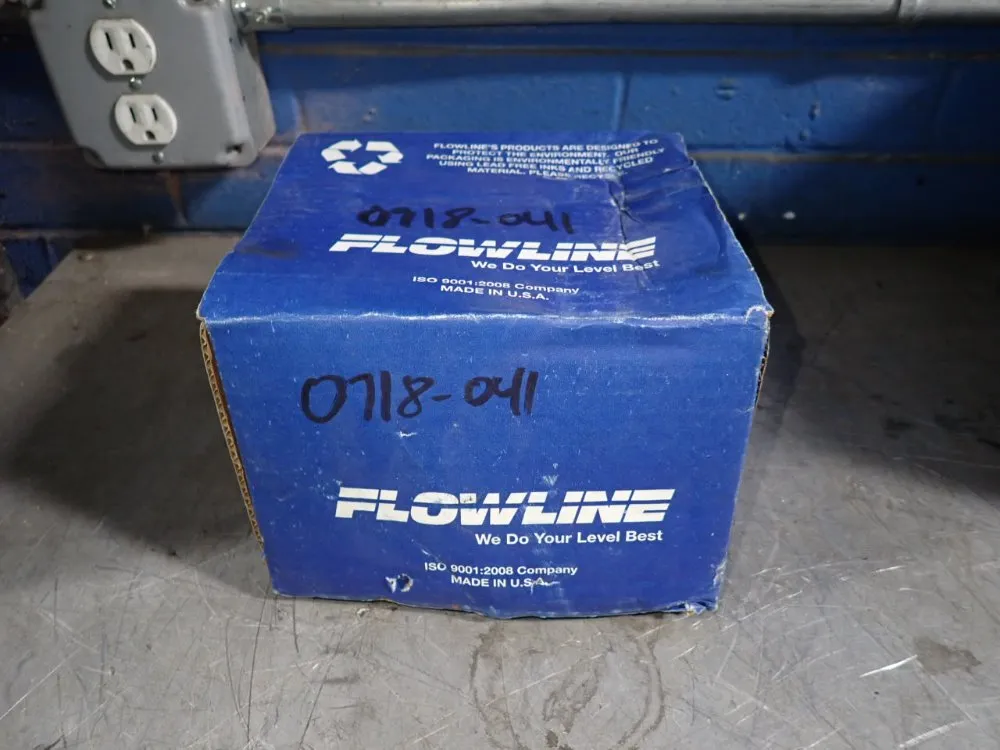 FLOWLINE'S PRODUCTS ARE DESIGNED TO
PROTECT THE ENVIRONMENT. OUR
PACKAGING IS ENVIRONMENTALLY FRIENDLY
USING LEAD FREE INKS AND RECYCLED
MATERIAL. PLEASE RECYCLE
0718-041
FLOWLINE
We Do Your Level Best
ISO 9001:2008 Company
MADE IN U.S.A.
0718-041
FLOWLINE
We Do Your Level Best
ISO 9001:2008 Company
MADE IN U.S.A.